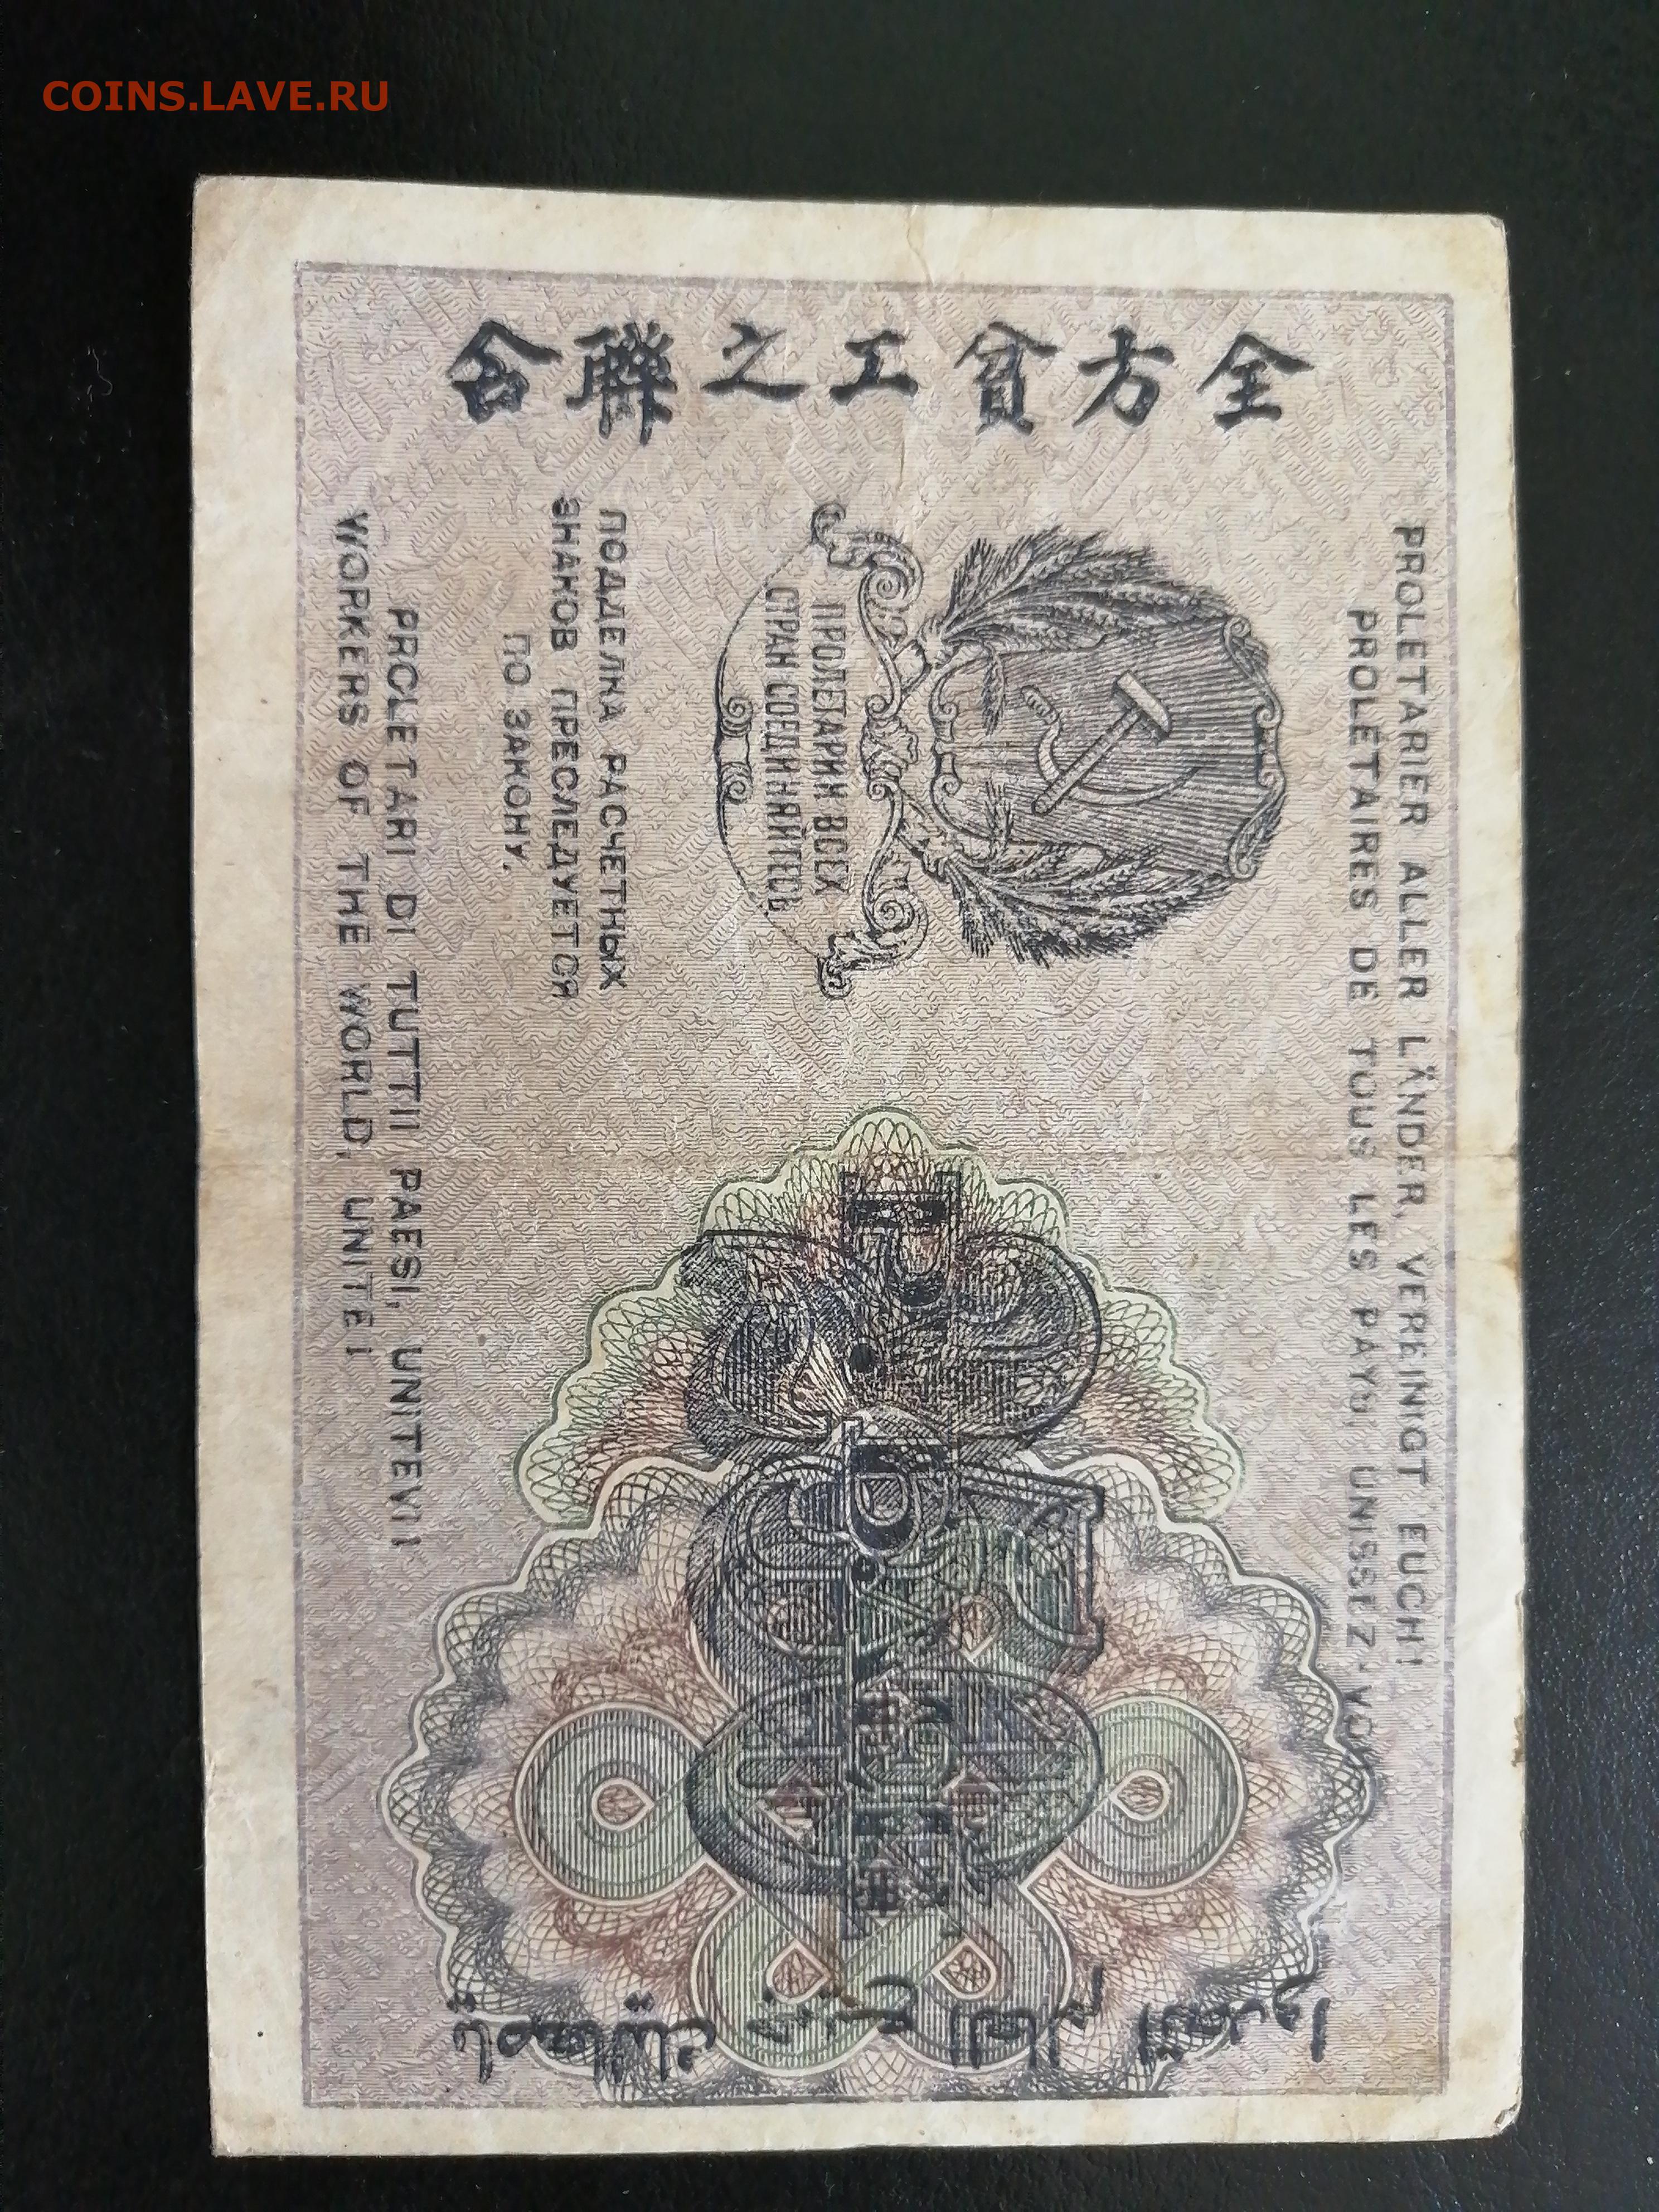 COINS.LAVE.RU
PROLETARIER ALLER LÄNDER, VEREINIGT EUCH!
PROLÉTAIRES DE TOUS LES PAYS, UNISSEZ-
全方貧工之聯合
ПРОЛЕТАРИИ ВСЕХ
СТРАН СОЕДИНЯЙТЕСЬ
250
ПОДДЕЛКА РАСЧЕТНЫХ
ЗНАКОВ ПРЕСЛЕДУЕТСЯ
ПО ЗАКОНУ.
PROLETARI DI TUTTII PAESI, UNITEVI!
WORKERS OF THE WORLD, UNITE!